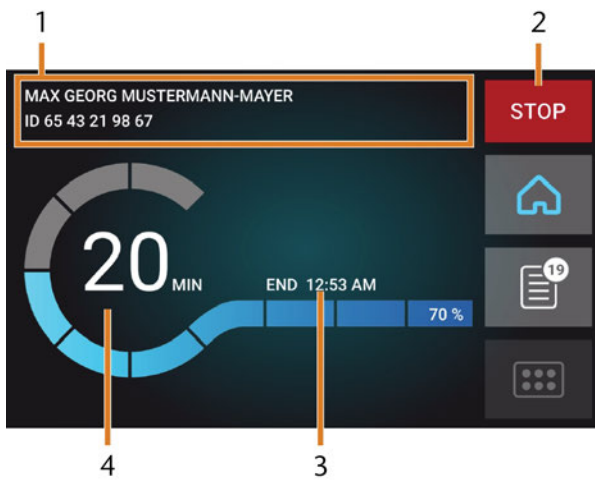 1 2
MAX GEORG MUSTERMANN-MAYER
ID 65 43 21 98 67
STOP
19
20 MIN
END 12:53 AM
70 %
4 3